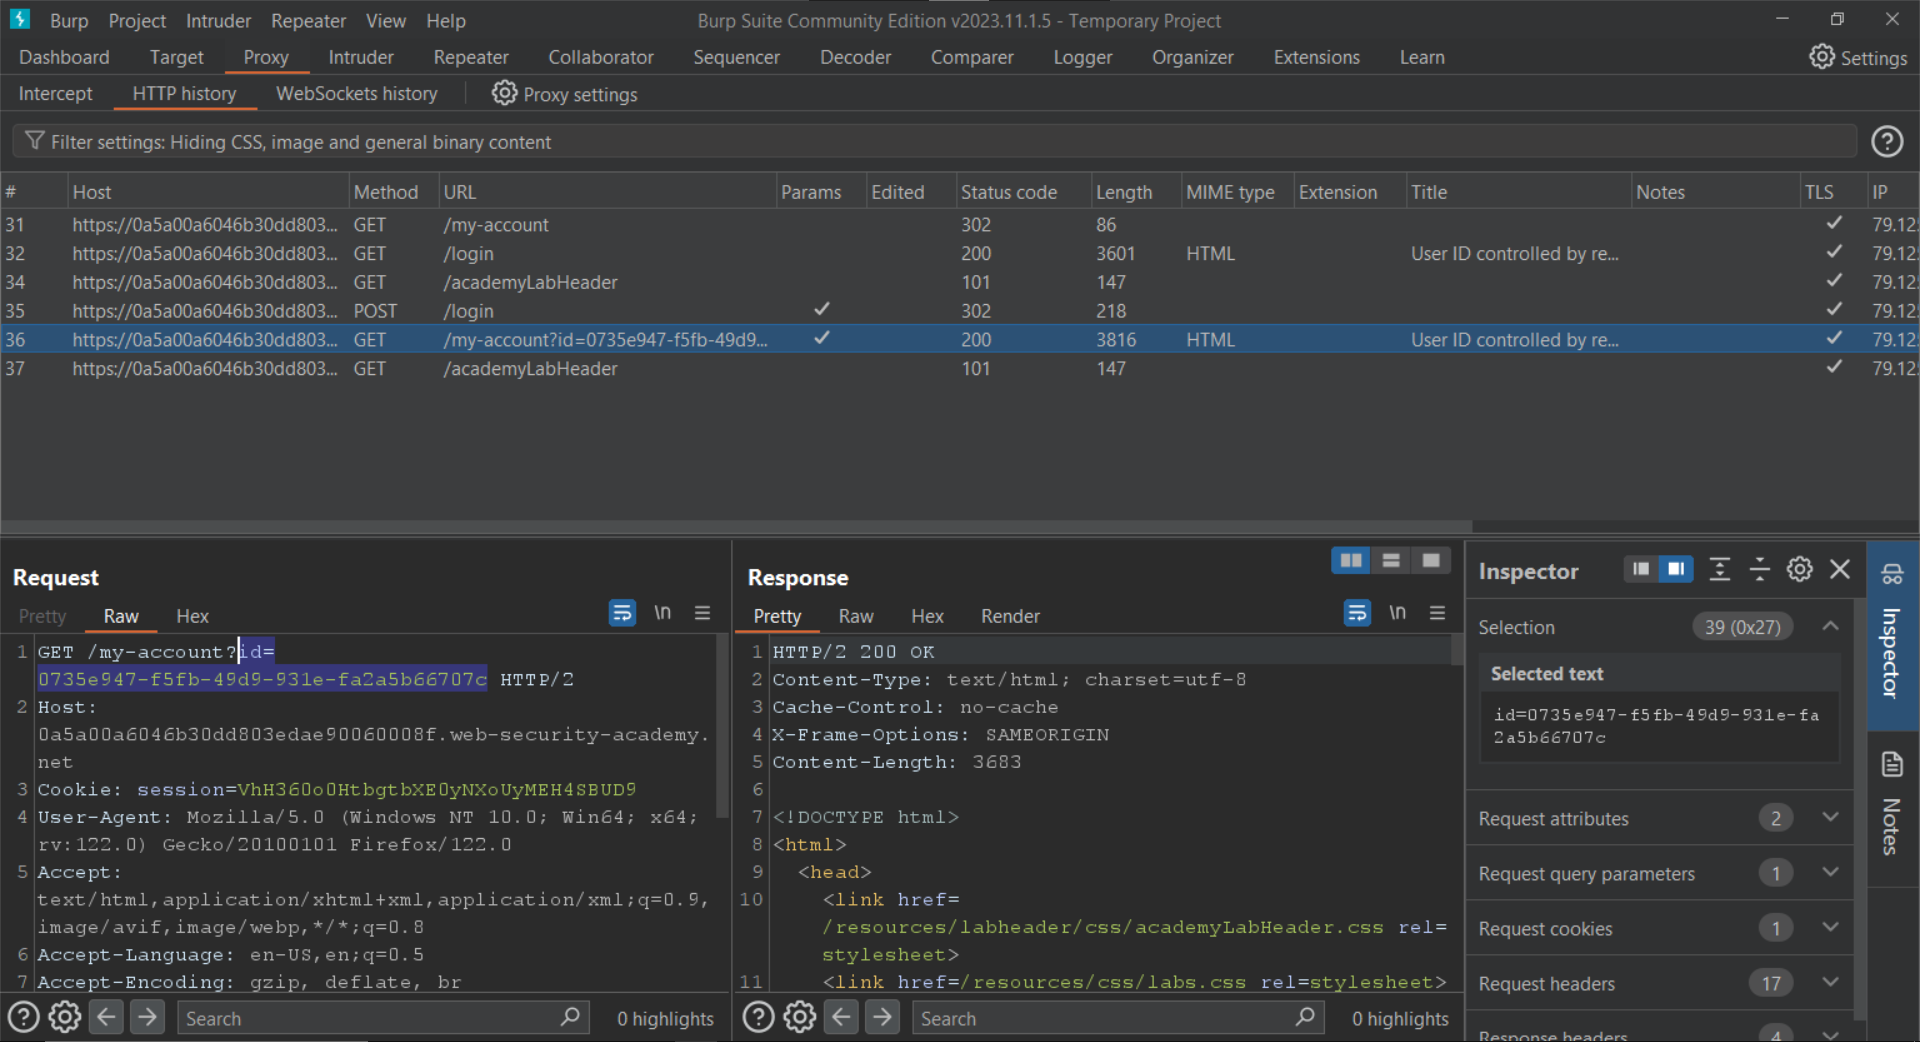 Burp Project Intruder Repeater View Help Burp Suite Community Edition v2023.11.1.5 - Temporary Project
Dashboard Target Proxy Intruder Repeater Collaborator Sequencer Decoder Comparer Logger Organizer Extensions Learn Settings
Intercept HTTP history WebSockets history Proxy settings
Filter settings: Hiding CSS, image and general binary content
# Host Method URL Params Edited Status code Length MIME type Extension Title Notes TLS IP
31 https://0a5a00a6046b30dd803... GET /my-account 302 86 ✓ 79.12
32 https://0a5a00a6046b30dd803... GET /login 200 3601 HTML User ID controlled by re... ✓ 79.12
34 https://0a5a00a6046b30dd803... GET /academyLabHeader 101 147 ✓ 79.12
35 https://0a5a00a6046b30dd803... POST /login ✓ 302 218 ✓ 79.12
36 https://0a5a00a6046b30dd803... GET /my-account?id=0735e947-f5fb-49d9... ✓ 200 3816 HTML User ID controlled by re... ✓ 79.12
37 https://0a5a00a6046b30dd803... GET /academyLabHeader 101 147 ✓ 79.12
Request
Pretty Raw Hex \n
1 GET /my-account?id=
0735e947-f5fb-49d9-931e-fa2a5b66707c HTTP/2
2 Host:
0a5a00a6046b30dd803edae90060008f.web-security-academy.
net
3 Cookie: session=VhH360o0HtbgtbXE0yNXoUyMEH4SBUD9
4 User-Agent: Mozilla/5.0 (Windows NT 10.0; Win64; x64;
rv:122.0) Gecko/20100101 Firefox/122.0
5 Accept:
text/html,application/xhtml+xml,application/xml;q=0.9,
image/avif,image/webp,*/*;q=0.8
6 Accept-Language: en-US,en;q=0.5
7 Accept-Encoding: gzip, deflate, br
Search 0 highlights
Response
Pretty Raw Hex Render \n
1 HTTP/2 200 OK
2 Content-Type: text/html; charset=utf-8
3 Cache-Control: no-cache
4 X-Frame-Options: SAMEORIGIN
5 Content-Length: 3683
6
7 <!DOCTYPE html>
8 <html>
9 <head>
10 <link href=
/resources/labheader/css/academyLabHeader.css rel=
stylesheet>
11 <link href=/resources/css/labs.css rel=stylesheet>
Search 0 highlights
Inspector
Selection 39 (0x27)
Selected text
id=0735e947-f5fb-49d9-931e-fa
2a5b66707c
Request attributes 2
Request query parameters 1
Request cookies 1
Request headers 17
Response headers 4
Inspector
Notes